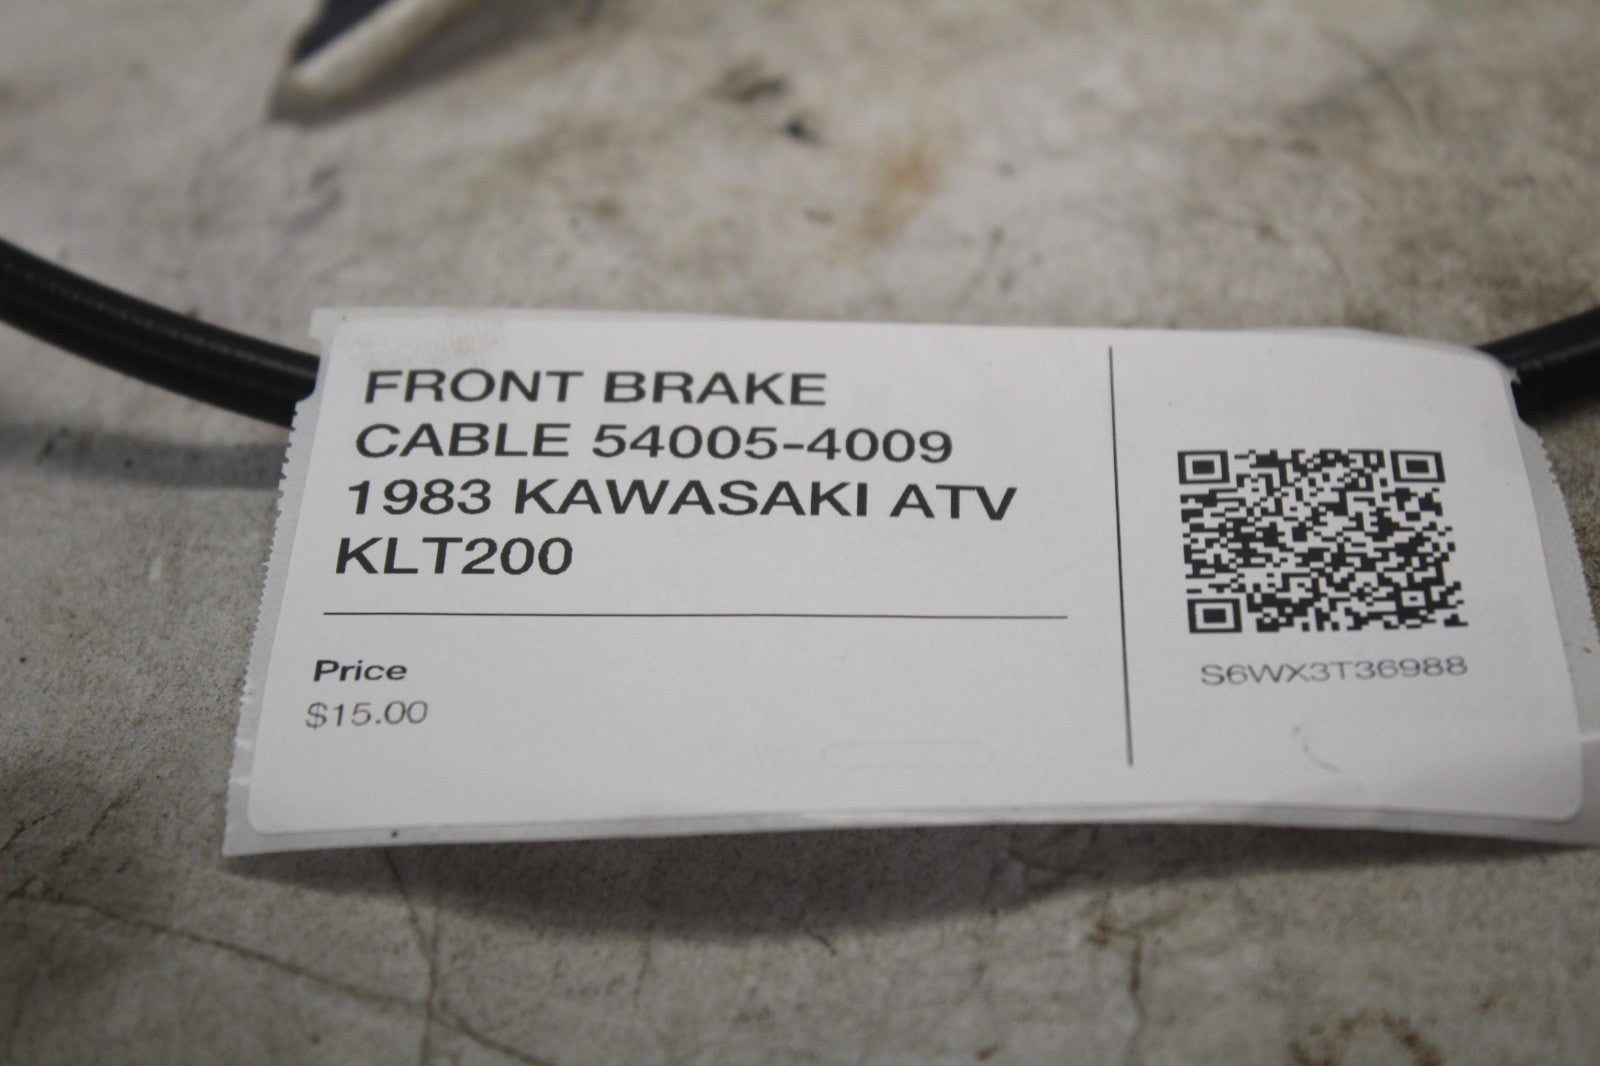 FRONT BRAKE
CABLE 54005-4009
1983 KAWASAKI ATV
KLT200
Price
$15.00
S6WX3T36988